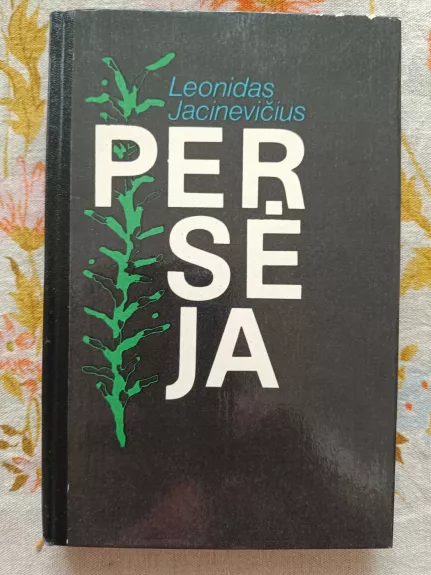 Leonidas
Jacinevičius
PER
SĖ
JA